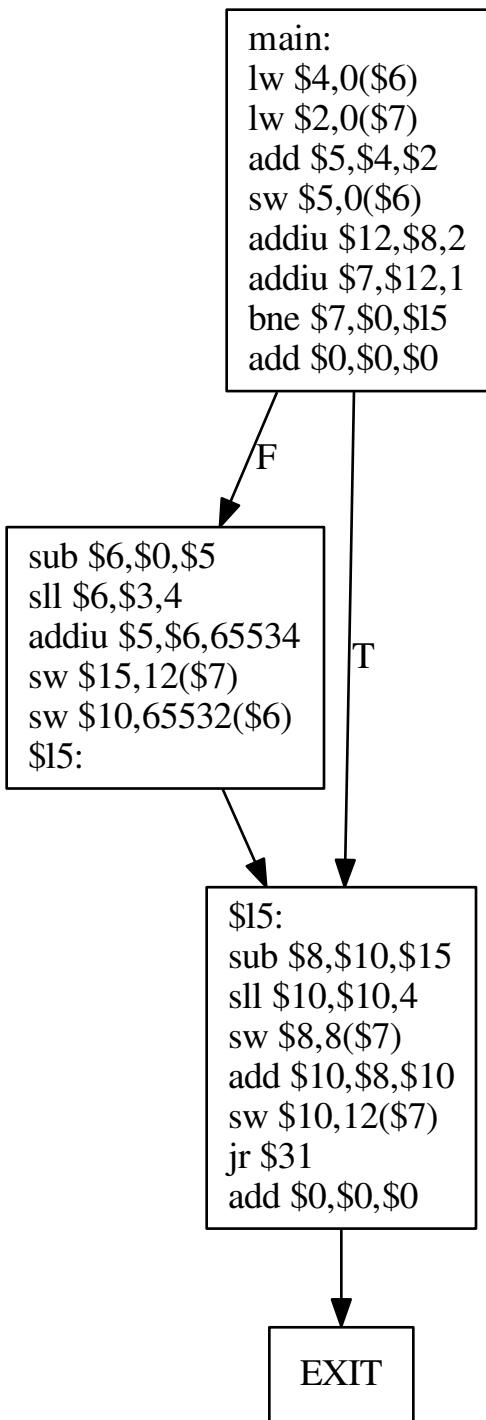 main:
lw $4,0($6)
lw $2,0($7)
add $5,$4,$2
sw $5,0($6)
addiu $12,$8,2
addiu $7,$12,1
bne $7,$0,$l5
add $0,$0,$0
F
sub $6,$0,$5
sll $6,$3,4
addiu $5,$6,65534
sw $15,12($7)
sw $10,65532($6)
$l5:
T
$l5:
sub $8,$10,$15
sll $10,$10,4
sw $8,8($7)
add $10,$8,$10
sw $10,12($7)
jr $31
add $0,$0,$0
EXIT